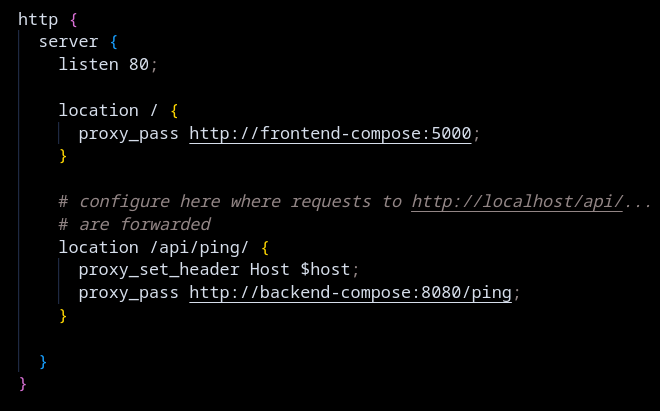 http {
server {
listen 80;
location / {
proxy_pass http://frontend-compose:5000;
}
# configure here where requests to http://localhost/api/...
# are forwarded
location /api/ping/ {
proxy_set_header Host $host;
proxy_pass http://backend-compose:8080/ping;
}
}
}